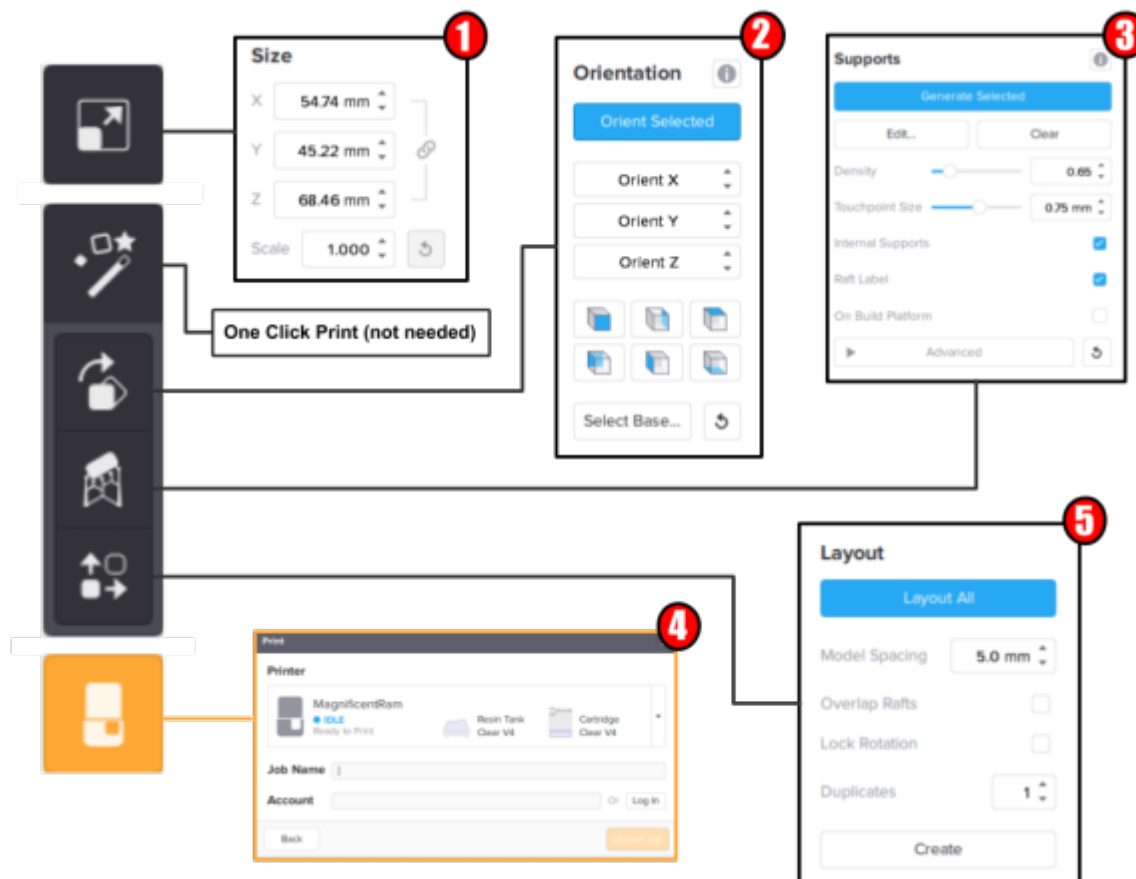 1
Size
X 54.74 mm
Y 45.22 mm
Z 68.46 mm
Scale 1.000
One Click Print (not needed)
2
Orientation
Orient Selected
Orient X
Orient Y
Orient Z
Select Base...
3
Supports
Generate Selected
Edit... Clear
Density 0.65
Touchpoint Size 0.75 mm
Internal Supports
Raft Label
On Build Platform
Advanced
4
Print
Printer
MagnificentRam
IDLE
Ready to Print
Resin Tank
Clear V4
Cartridge
Clear V4
Job Name
Account Or Log In
Back
5
Layout
Layout All
Model Spacing 5.0 mm
Overlap Rafts
Lock Rotation
Duplicates 1
Create